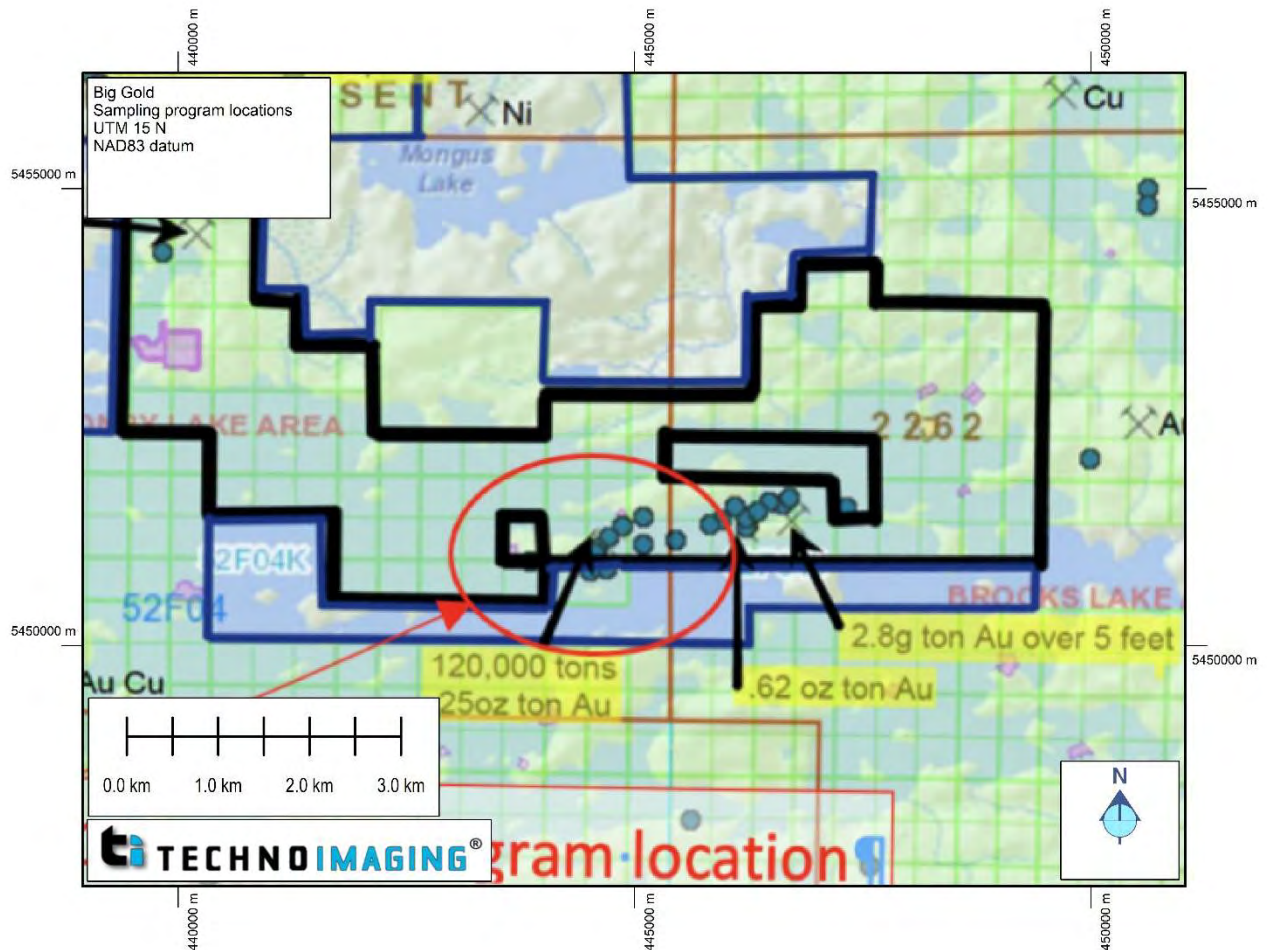 440000 m
445000 m
450000 m
Big Gold
Sampling program locations
UTM 15 N
NAD83 datum
SENT
Ni
Cu
Mongus
Lake
5455000 m
5455000 m
LAKE AREA
2262
Au
52F04K
52F04
BROCKS LAKE
5450000 m
5450000 m
2.8g ton Au over 5 feet
120,000 tons
25oz ton Au
.62 oz ton Au
Au Cu
0.0 km
1.0 km
2.0 km
3.0 km
N
TECHNOIMAGING®
gram·location¶
440000 m
445000 m
450000 m